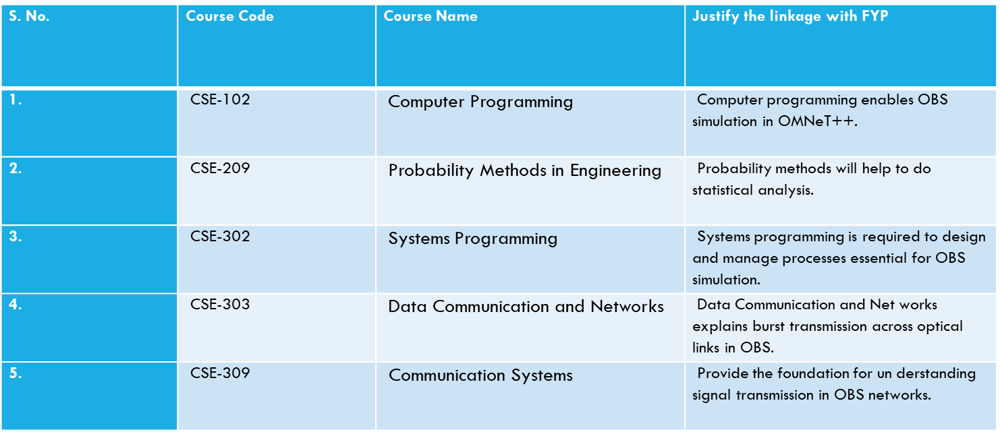 S. No. Course Code Course Name Justify the linkage with FYP
1. CSE-102 Computer Programming Computer programming enables OBS
simulation in OMNeT++.
2. CSE-209 Probability Methods in Engineering Probability methods will help to do
statistical analysis.
3. CSE-302 Systems Programming Systems programming is required to design
and manage processes essential for OBS
simulation.
4. CSE-303 Data Communication and Networks Data Communication and Net works
explains burst transmission across optical
links in OBS.
5. CSE-309 Communication Systems Provide the foundation for un derstanding
signal transmission in OBS networks.